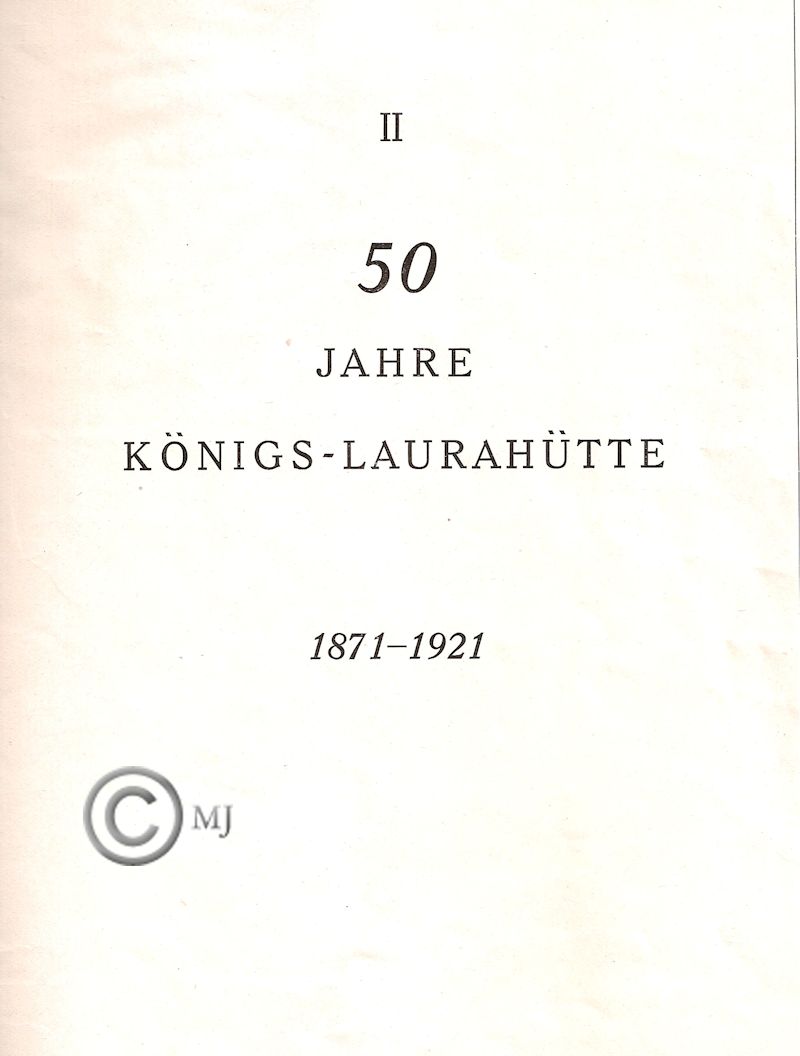 II
50
JAHRE
KÖNIGS-LAURAHÜTTE
1871–1921
© MJ